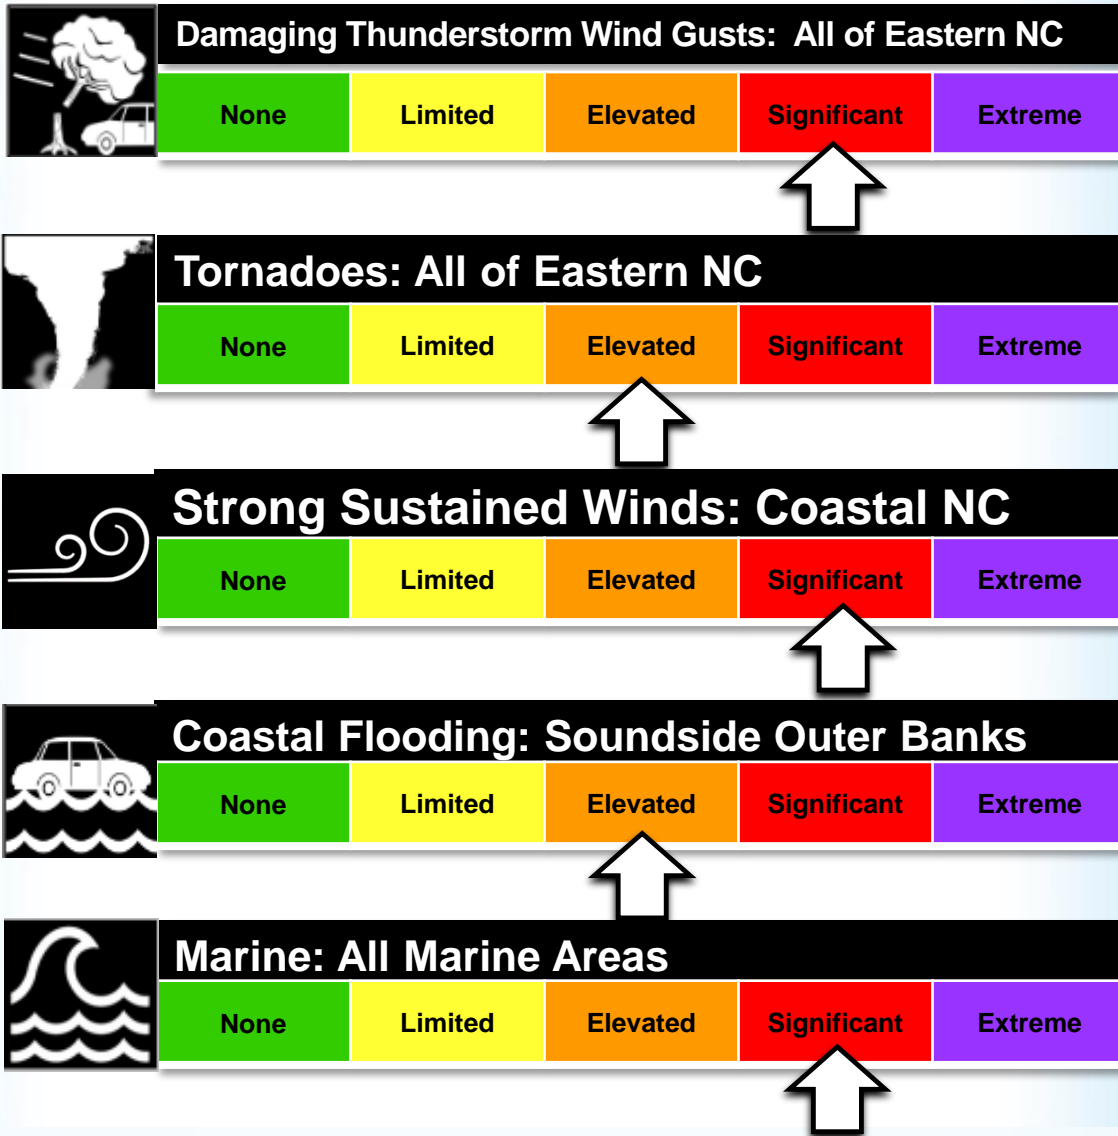 Damaging Thunderstorm Wind Gusts: All of Eastern NC
None Limited Elevated Significant Extreme
Tornadoes: All of Eastern NC
None Limited Elevated Significant Extreme
Strong Sustained Winds: Coastal NC
None Limited Elevated Significant Extreme
Coastal Flooding: Soundside Outer Banks
None Limited Elevated Significant Extreme
Marine: All Marine Areas
None Limited Elevated Significant Extreme